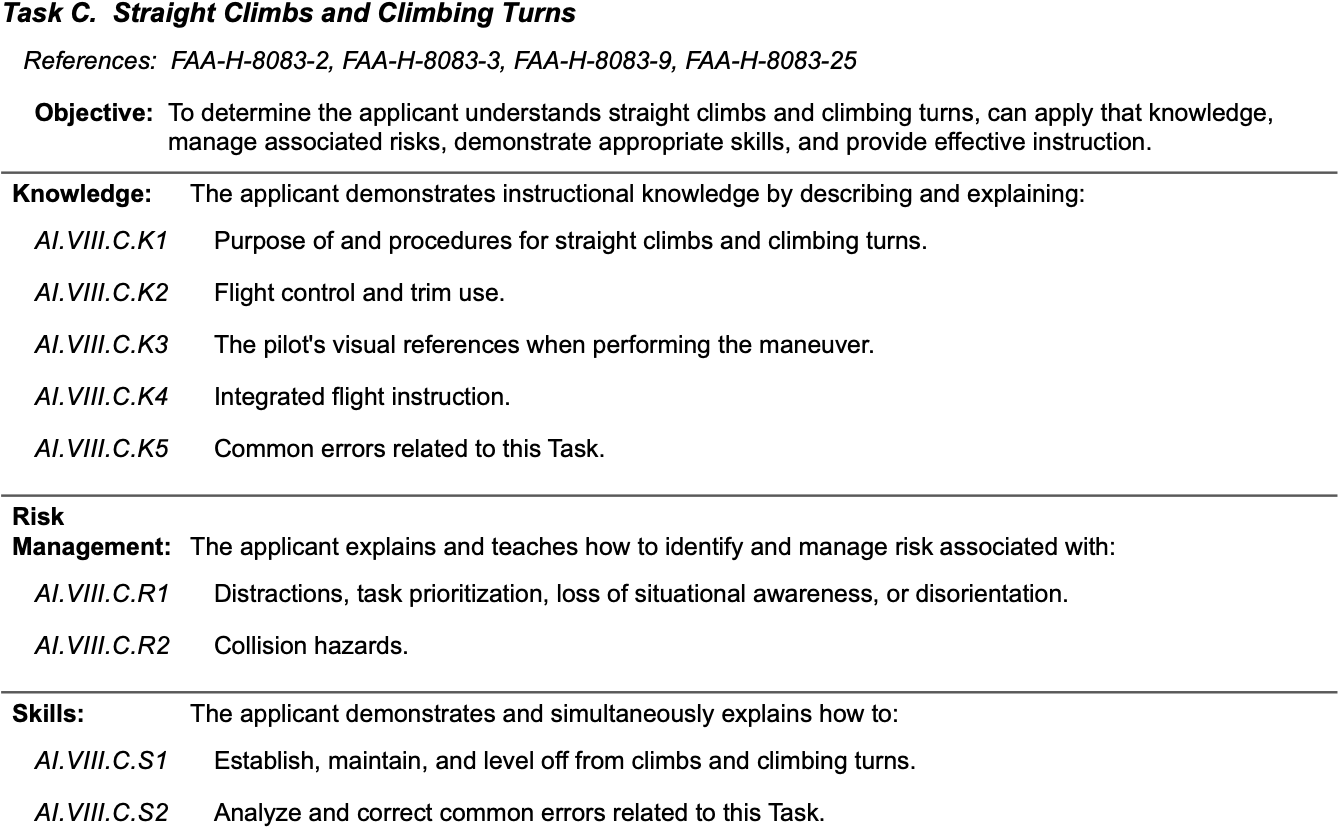 Task C. Straight Climbs and Climbing Turns
References: FAA-H-8083-2, FAA-H-8083-3, FAA-H-8083-9, FAA-H-8083-25
Objective: To determine the applicant understands straight climbs and climbing turns, can apply that knowledge,
manage associated risks, demonstrate appropriate skills, and provide effective instruction.
Knowledge: The applicant demonstrates instructional knowledge by describing and explaining:
AI.VIII.C.K1 Purpose of and procedures for straight climbs and climbing turns.
AI.VIII.C.K2 Flight control and trim use.
AI.VIII.C.K3 The pilot's visual references when performing the maneuver.
AI.VIII.C.K4 Integrated flight instruction.
AI.VIII.C.K5 Common errors related to this Task.
Risk
Management: The applicant explains and teaches how to identify and manage risk associated with:
AI.VIII.C.R1 Distractions, task prioritization, loss of situational awareness, or disorientation.
AI.VIII.C.R2 Collision hazards.
Skills: The applicant demonstrates and simultaneously explains how to:
AI.VIII.C.S1 Establish, maintain, and level off from climbs and climbing turns.
AI.VIII.C.S2 Analyze and correct common errors related to this Task.